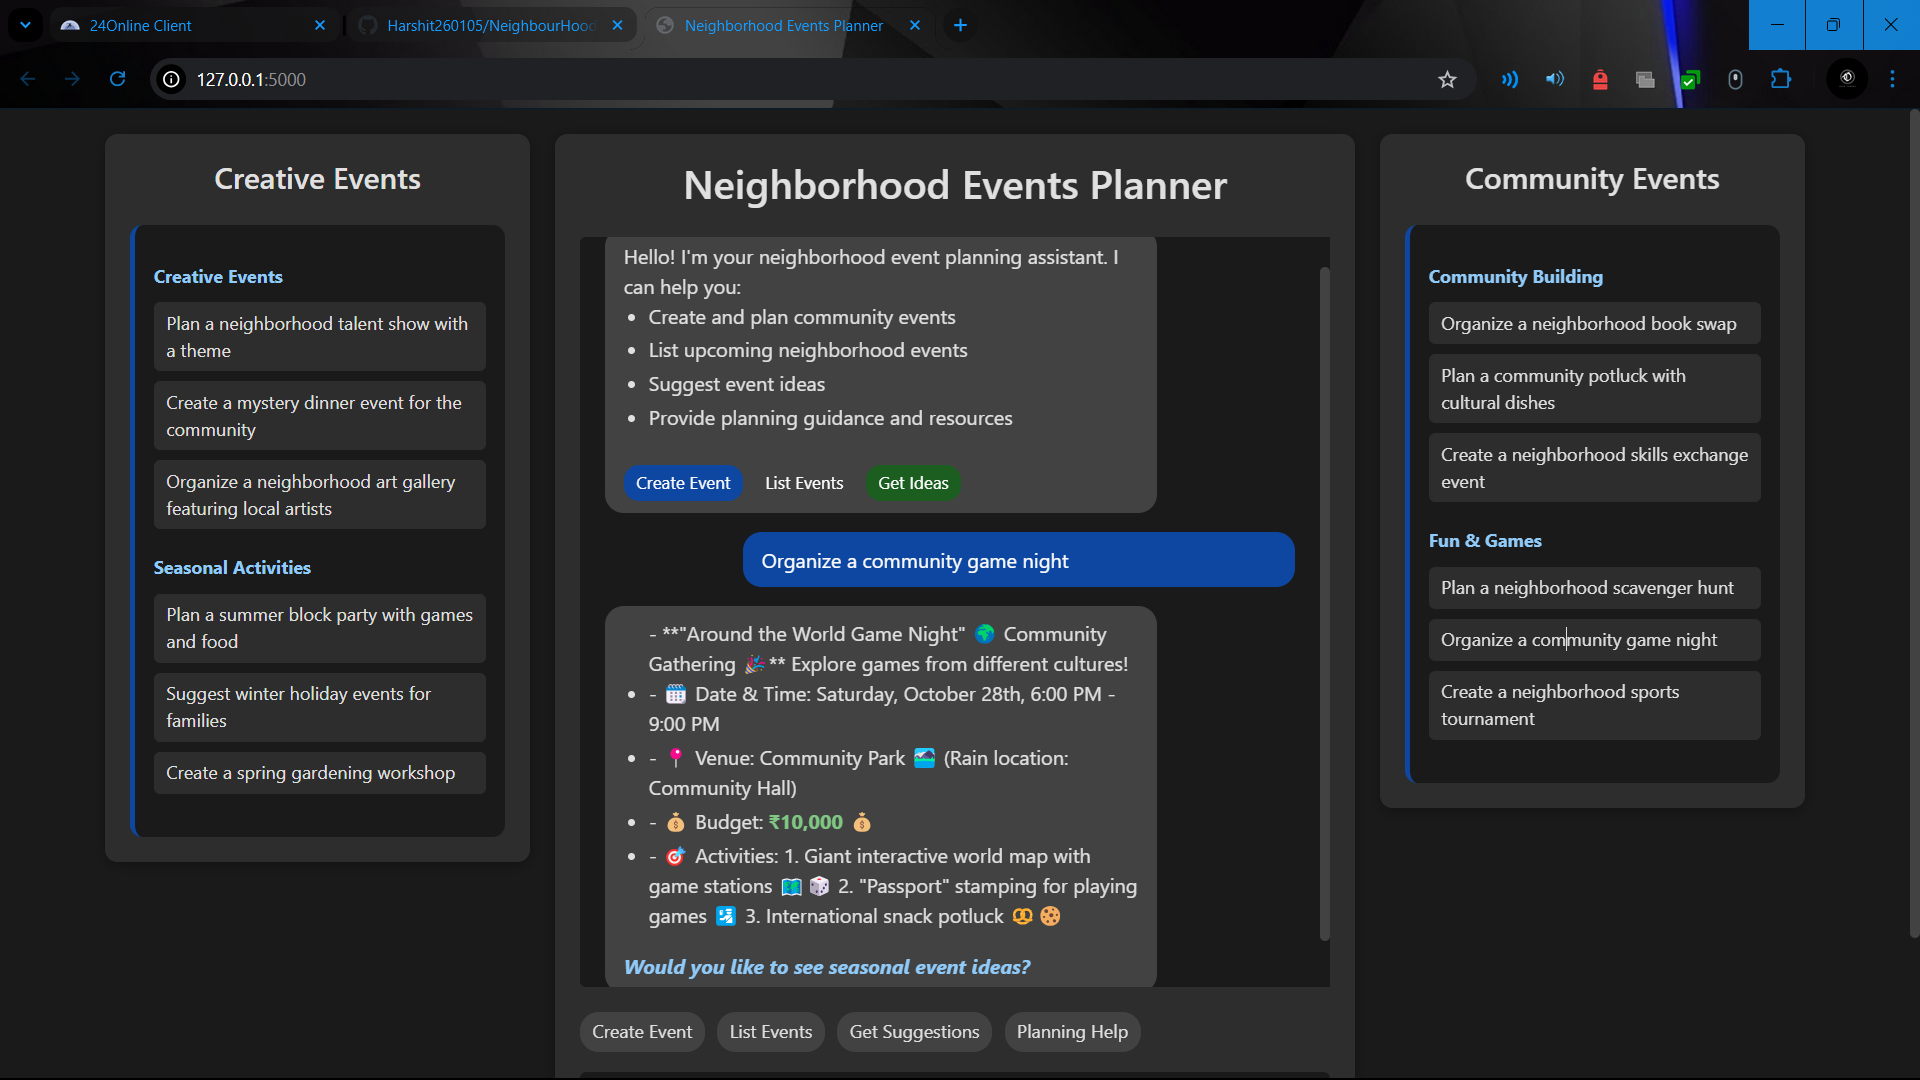 24Online Client
Harshit260105/NeighbourHood
Neighborhood Events Planner
127.0.0.1:5000
Creative Events
Creative Events
Plan a neighborhood talent show with
a theme
Create a mystery dinner event for the
community
Organize a neighborhood art gallery
featuring local artists
Seasonal Activities
Plan a summer block party with games
and food
Suggest winter holiday events for
families
Create a spring gardening workshop
Neighborhood Events Planner
Hello! I'm your neighborhood event planning assistant. I
can help you:
• Create and plan community events
• List upcoming neighborhood events
• Suggest event ideas
• Provide planning guidance and resources
Create Event List Events Get Ideas
Organize a community game night
- **"Around the World Game Night" 🌍 Community
Gathering 🎉** Explore games from different cultures!
• - 📅 Date & Time: Saturday, October 28th, 6:00 PM -
9:00 PM
• - 📍 Venue: Community Park 🏞️ (Rain location:
Community Hall)
• - 💰 Budget: ₹10,000 💰
• - 🎯 Activities: 1. Giant interactive world map with
game stations 🗺️ 🎲 2. "Passport" stamping for playing
games 🛂 3. International snack potluck 🥨 🍪
Would you like to see seasonal event ideas?
Create Event List Events Get Suggestions Planning Help
Community Events
Community Building
Organize a neighborhood book swap
Plan a community potluck with
cultural dishes
Create a neighborhood skills exchange
event
Fun & Games
Plan a neighborhood scavenger hunt
Organize a community game night
Create a neighborhood sports
tournament